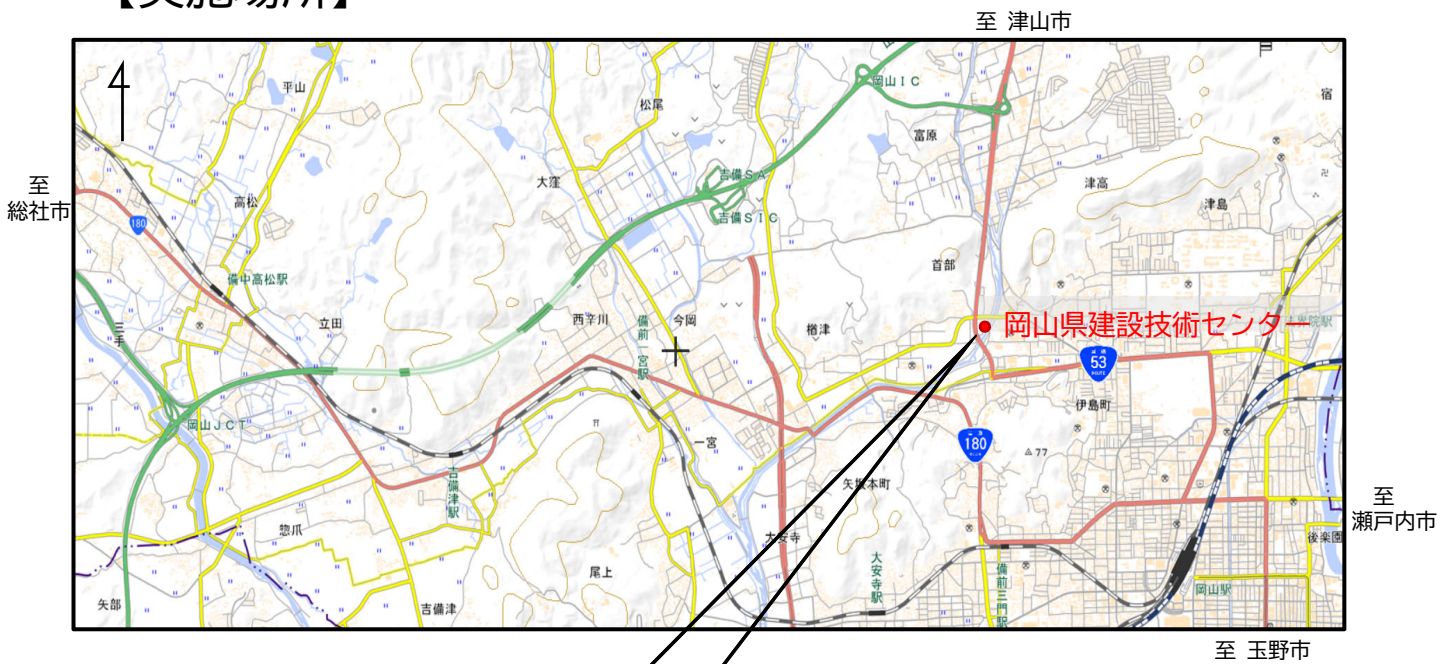 至 津山市
岡山IC
平山
宿
松尾
富原
吉備SA
大窪
津高
至
総社市
高松
津島
吉備SIC
180
首部
備中高松駅
立田
西辛川
備前一宮駅
今岡
楢津
岡山県建設技術センター
三手
53
ROUTE
伊島町
岡山JCT
180
一宮
77
吉備津駅
矢坂本町
至
瀬戸内市
惣爪
大安寺
後楽園
尾上
大安寺駅
備前三門駅
岡山駅
矢部
吉備津
至 玉野市